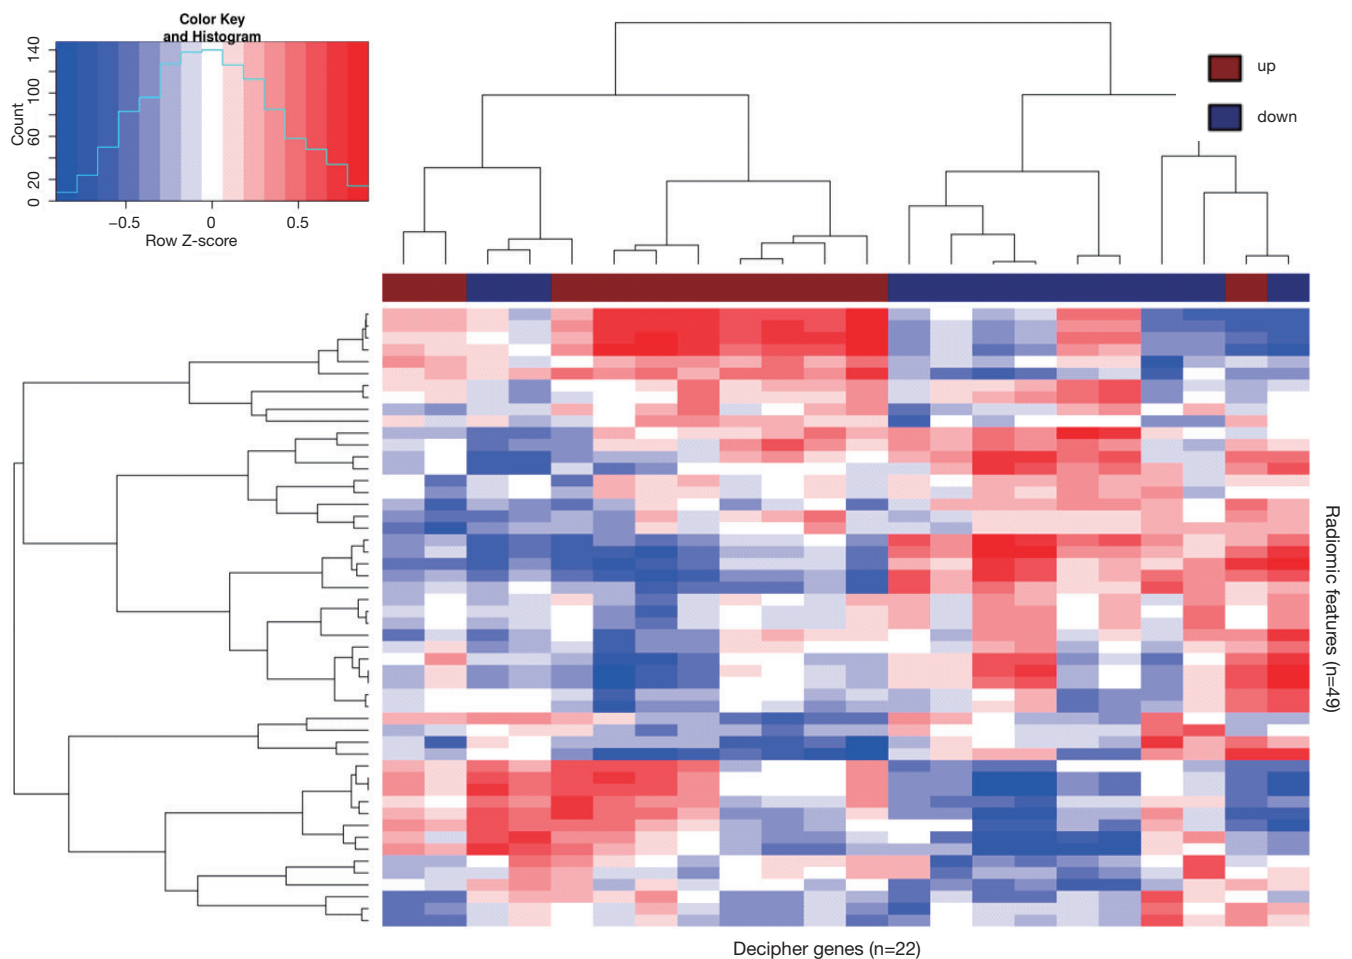 Color Key
and Histogram
Count
0 20 60 100 140
−0.5 0 0.5
Row Z-score
up
down
Radiomic features (n=49)
Decipher genes (n=22)